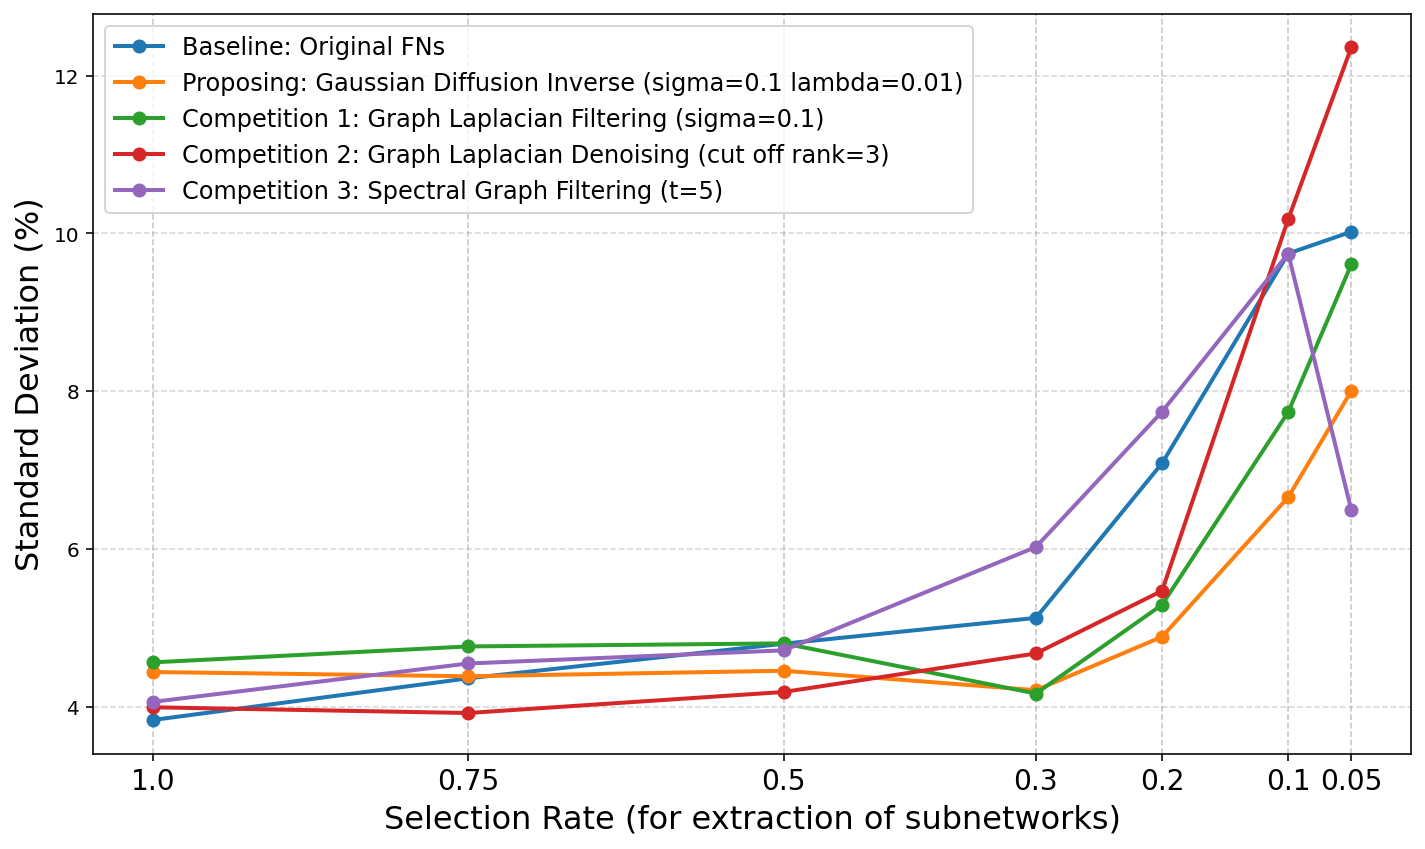 Baseline: Original FNs
Proposing: Gaussian Diffusion Inverse (sigma=0.1 lambda=0.01)
Competition 1: Graph Laplacian Filtering (sigma=0.1)
Competition 2: Graph Laplacian Denoising (cut off rank=3)
Competition 3: Spectral Graph Filtering (t=5)
Standard Deviation (%)
12
10
8
6
4
1.0 0.75 0.5 0.3 0.2 0.1 0.05
Selection Rate (for extraction of subnetworks)